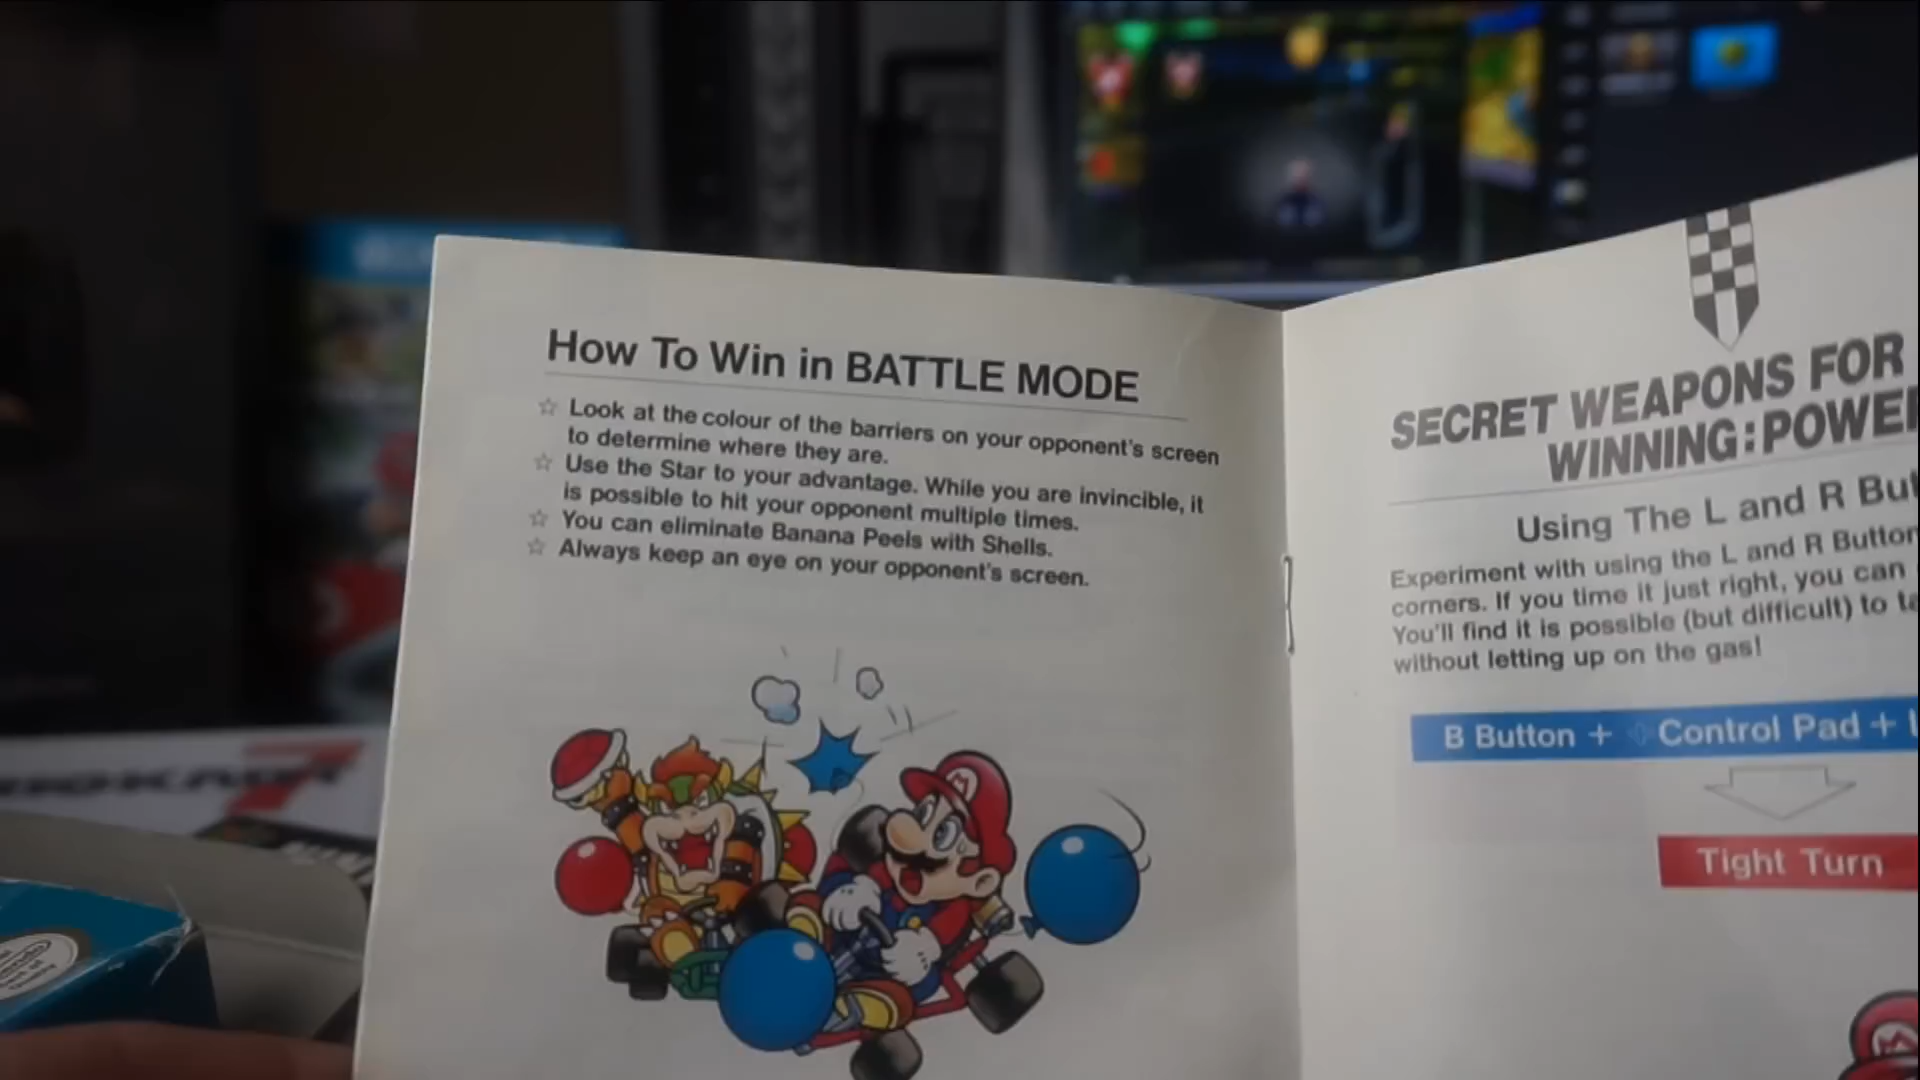 How To Win in BATTLE MODE
☆ Look at the colour of the barriers on your opponent's screen
to determine where they are.
☆ Use the Star to your advantage. While you are invincible, it
is possible to hit your opponent multiple times.
☆ You can eliminate Banana Peels with Shells.
☆ Always keep an eye on your opponent's screen.
SECRET WEAPONS FOR
WINNING: POWE
Using The L and R
Experiment with using the L and R Button
corners. If you time it just right, you can
You'll find it is possible (but difficult) to
without letting up on the gas!
B Button + Control Pad +
Tight Turn
7